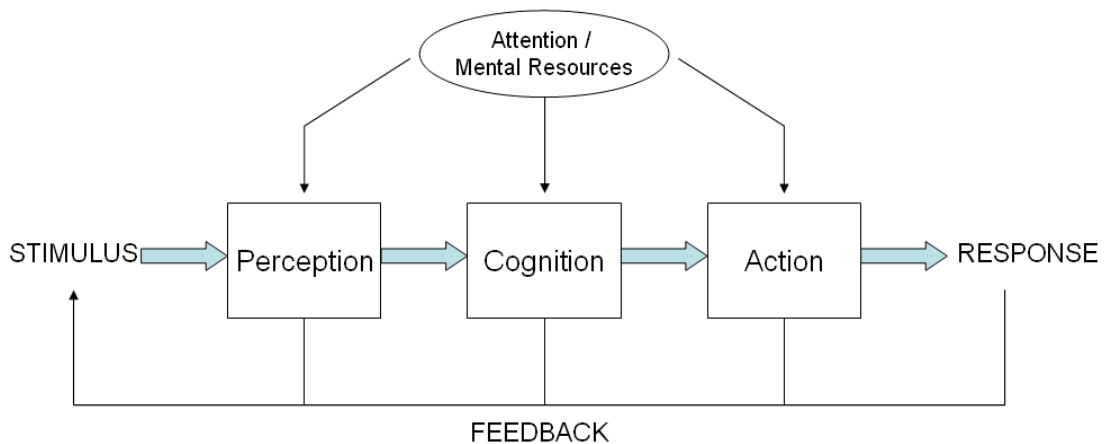 Attention /
Mental Resources
STIMULUS
Perception
Cognition
Action
RESPONSE
FEEDBACK